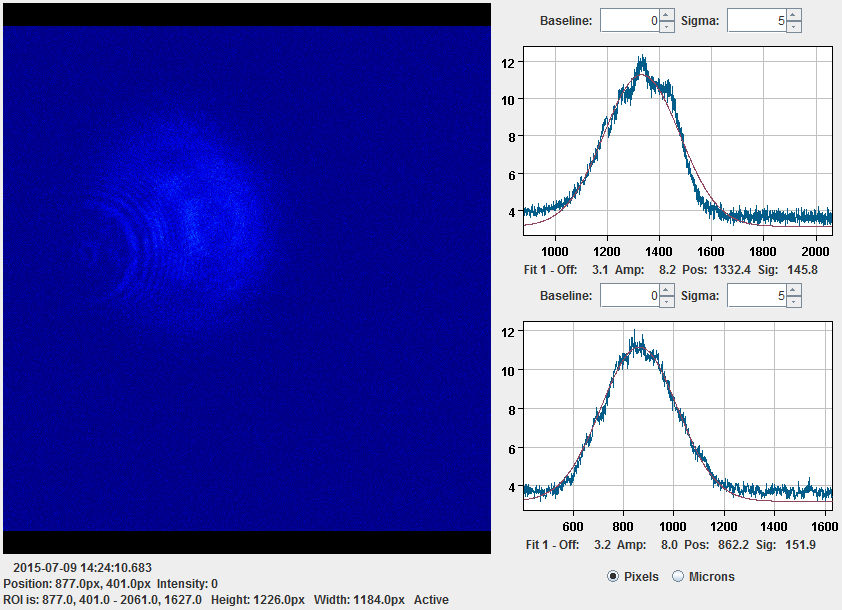 Baseline: 0 Sigma: 5
12
10
8
6
4
1000 1200 1400 1600 1800 2000
Fit 1 - Off: 3.1 Amp: 8.2 Pos: 1332.4 Sig: 145.8
Baseline: 0 Sigma: 5
12
10
8
6
4
600 800 1000 1200 1400 1600
Fit 1 - Off: 3.2 Amp: 8.0 Pos: 862.2 Sig: 151.9
Pixels Microns
2015-07-09 14:24:10.683
Position: 877.0px, 401.0px Intensity: 0
ROI is: 877.0, 401.0 - 2061.0, 1627.0 Height: 1226.0px Width: 1184.0px Active